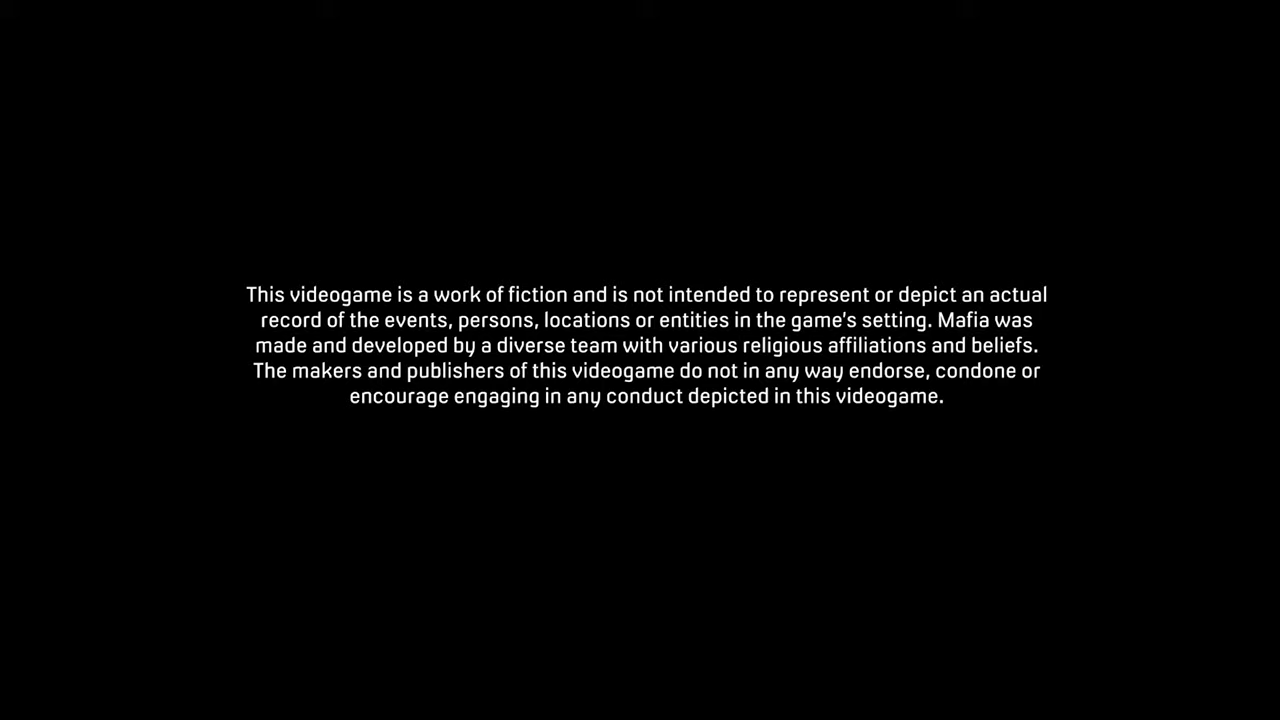 This videogame is a work of fiction and is not intended to represent or depict an actual
record of the events, persons, locations or entities in the game's setting. Mafia was
made and developed by a diverse team with various religious affiliations and beliefs.
The makers and publishers of this videogame do not in any way endorse, condone or
encourage engaging in any conduct depicted in this videogame.